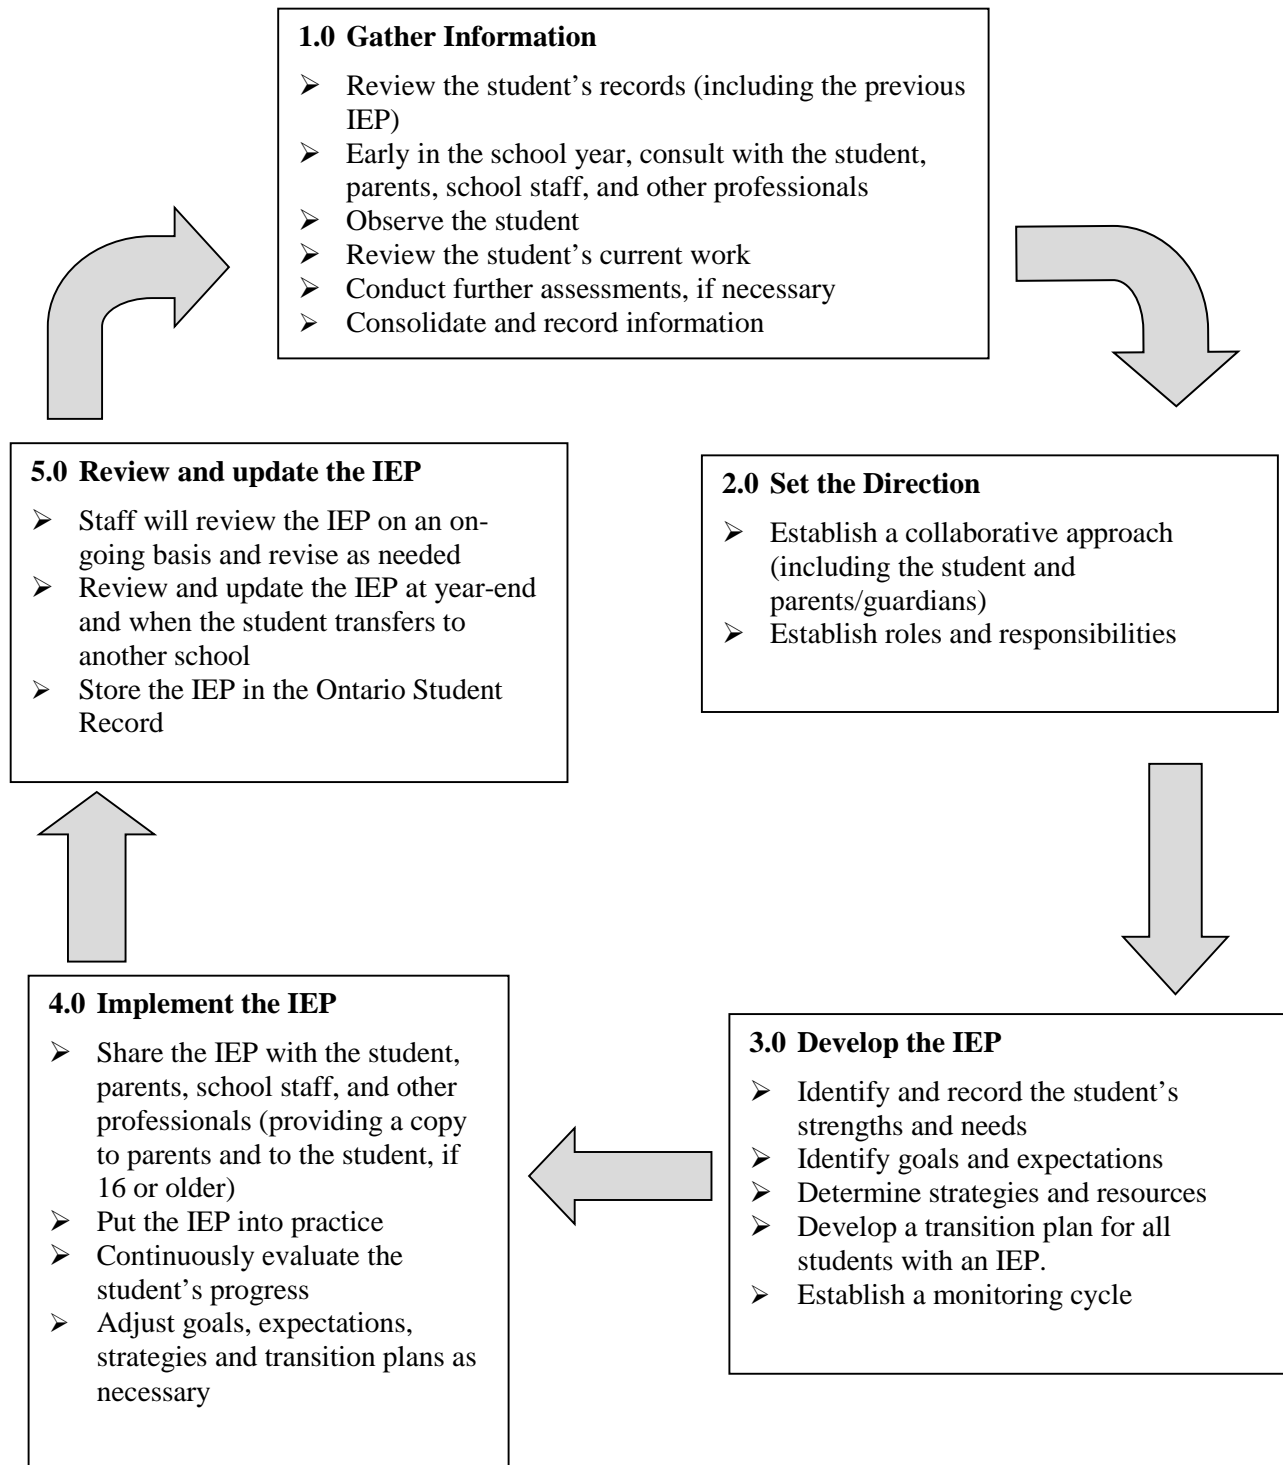 1.0 Gather Information
➢ Review the student’s records (including the previous
IEP)
➢ Early in the school year, consult with the student,
parents, school staff, and other professionals
➢ Observe the student
➢ Review the student’s current work
➢ Conduct further assessments, if necessary
➢ Consolidate and record information
2.0 Set the Direction
➢ Establish a collaborative approach
(including the student and
parents/guardians)
➢ Establish roles and responsibilities
3.0 Develop the IEP
➢ Identify and record the student’s
strengths and needs
➢ Identify goals and expectations
➢ Determine strategies and resources
➢ Develop a transition plan for all
students with an IEP.
➢ Establish a monitoring cycle
4.0 Implement the IEP
➢ Share the IEP with the student,
parents, school staff, and other
professionals (providing a copy
to parents and to the student, if
16 or older)
➢ Put the IEP into practice
➢ Continuously evaluate the
student’s progress
➢ Adjust goals, expectations,
strategies and transition plans as
necessary
5.0 Review and update the IEP
➢ Staff will review the IEP on an on-
going basis and revise as needed
➢ Review and update the IEP at year-end
and when the student transfers to
another school
➢ Store the IEP in the Ontario Student
Record